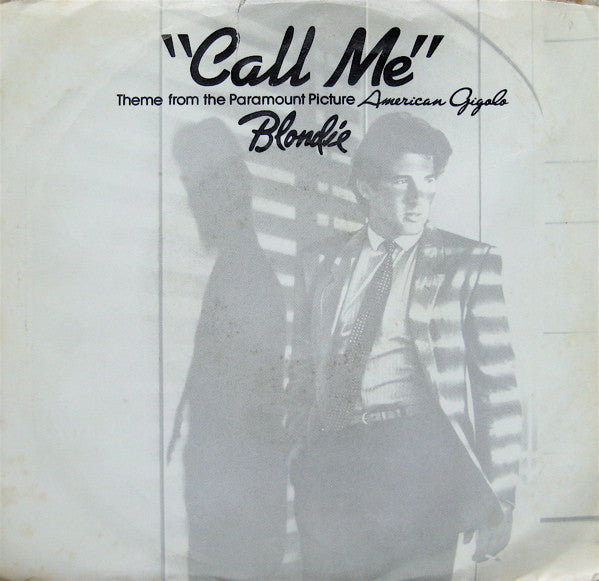 "Call Me"
Theme from the Paramount Picture American Gigolo
Blondie